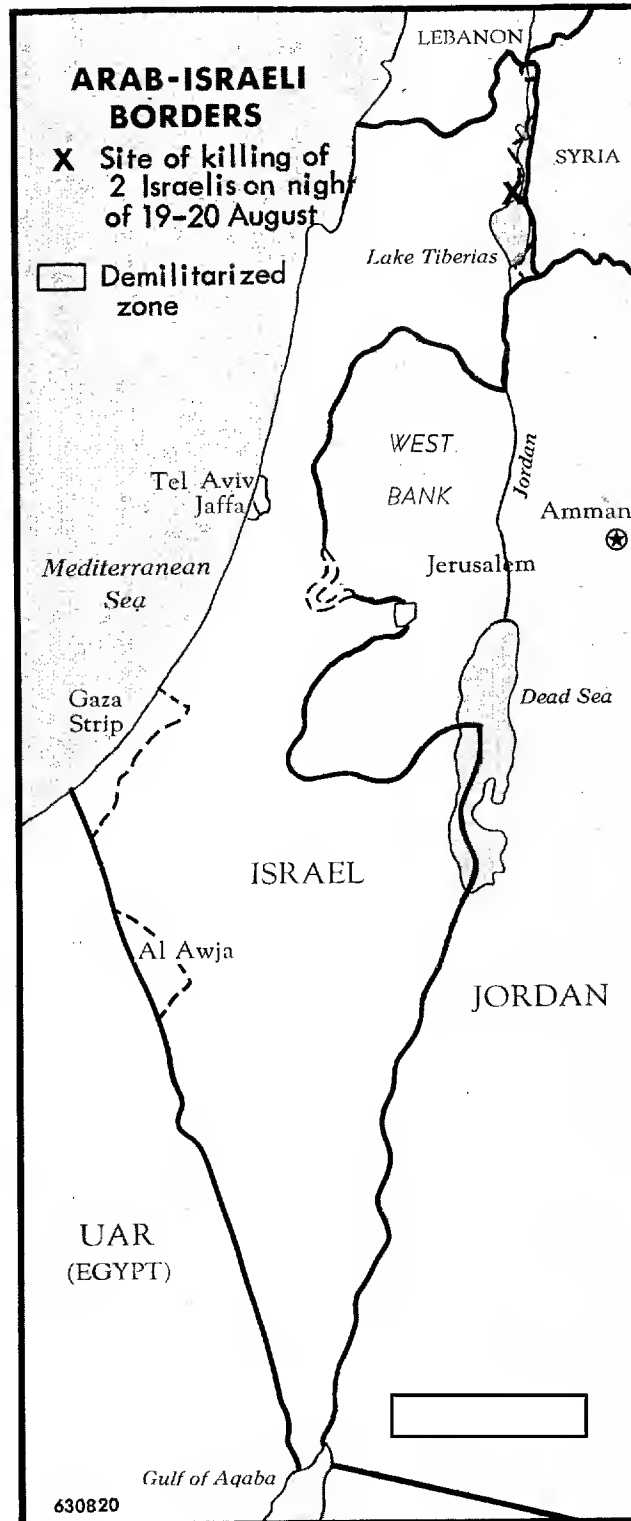 LEBANON
ARAB-ISRAELI
BORDERS
X Site of killing of
2 Israelis on night
of 19-20 August
SYRIA
Lake Tiberias
Demilitarized
zone
WEST
BANK
Jordan
Tel Aviv
Jaffa
Amman
Mediterranean
Sea
Jerusalem
X
Gaza
Strip
Dead Sea
ISRAEL
Al Awja
JORDAN
UAR
(EGYPT)
Gulf of Aqaba
630820